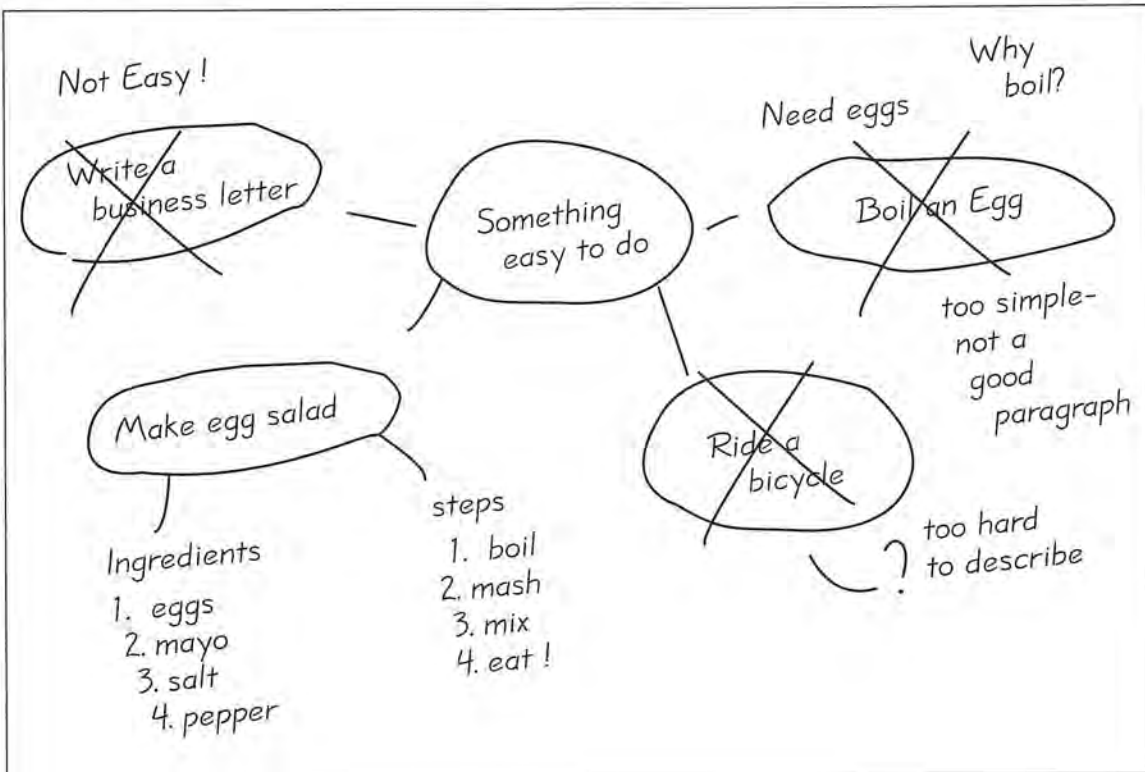 Not Easy !
Write a
business letter
Something
easy to do
Why
boil?
Need eggs
Boil an Egg
too simple-
not a
good
paragraph
Make egg salad
Ingredients
1. eggs
2. mayo
3. salt
4. pepper
steps
1. boil
2. mash
3. mix
4. eat !
Ride a
bicycle
?
too hard
to describe